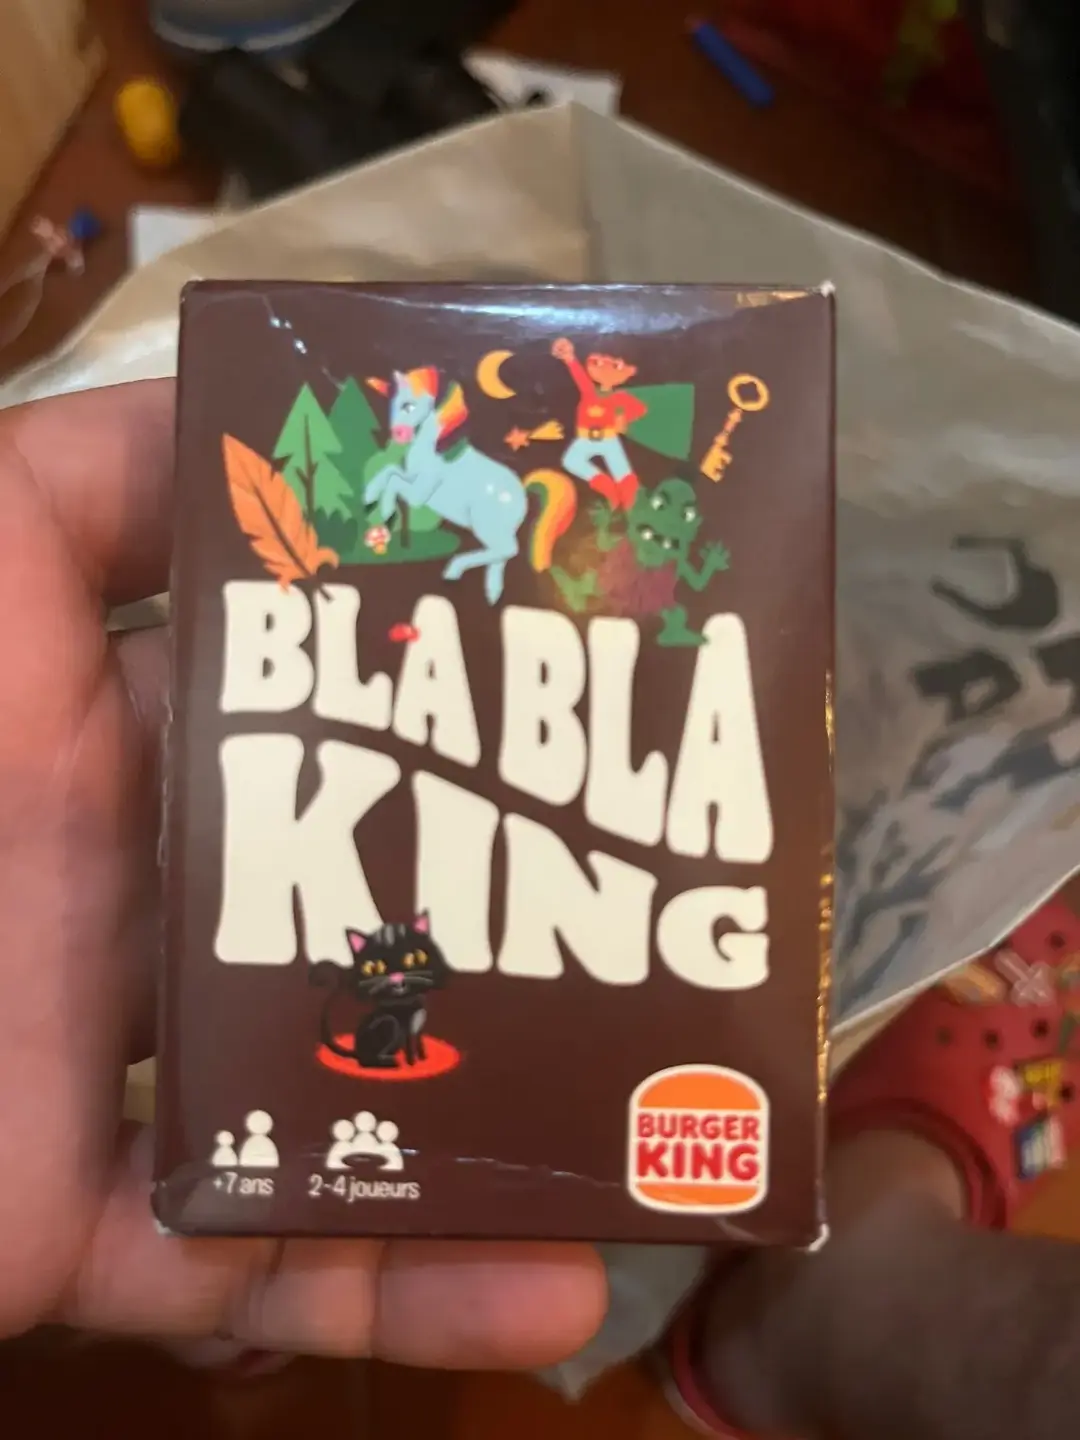 BLA BLA
KING
+7 ans
2-4 joueurs
BURGER
KING